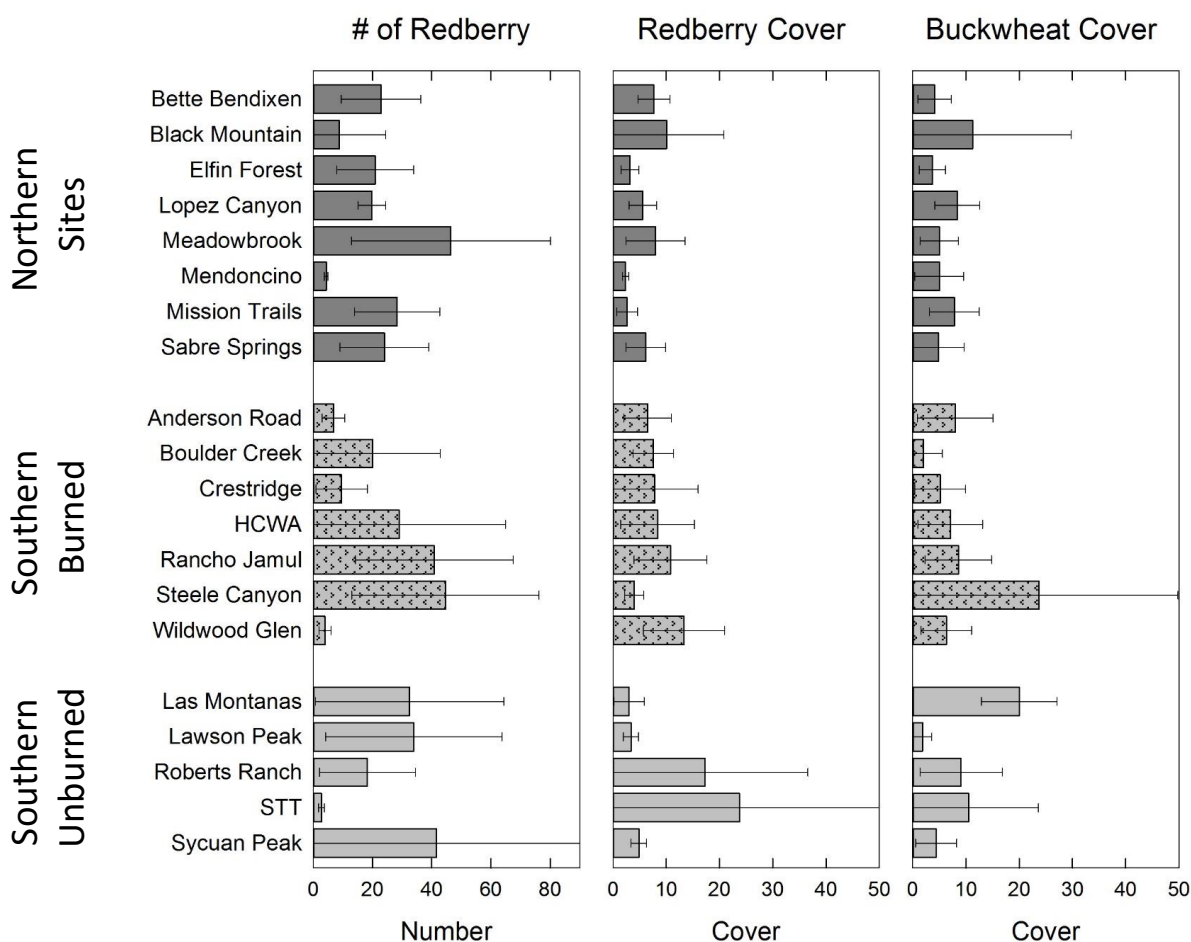 # of Redberry
Redberry Cover
Buckwheat Cover
Northern
Sites
Bette Bendixen
Black Mountain
Elfin Forest
Lopez Canyon
Meadowbrook
Mendoncino
Mission Trails
Sabre Springs
Southern
Burned
Anderson Road
Boulder Creek
Crestridge
HCWA
Rancho Jamul
Steele Canyon
Wildwood Glen
Southern
Unburned
Las Montanas
Lawson Peak
Roberts Ranch
STT
Sycuan Peak
0 20 40 60 80
0 10 20 30 40 50
0 10 20 30 40 50
Number
Cover
Cover